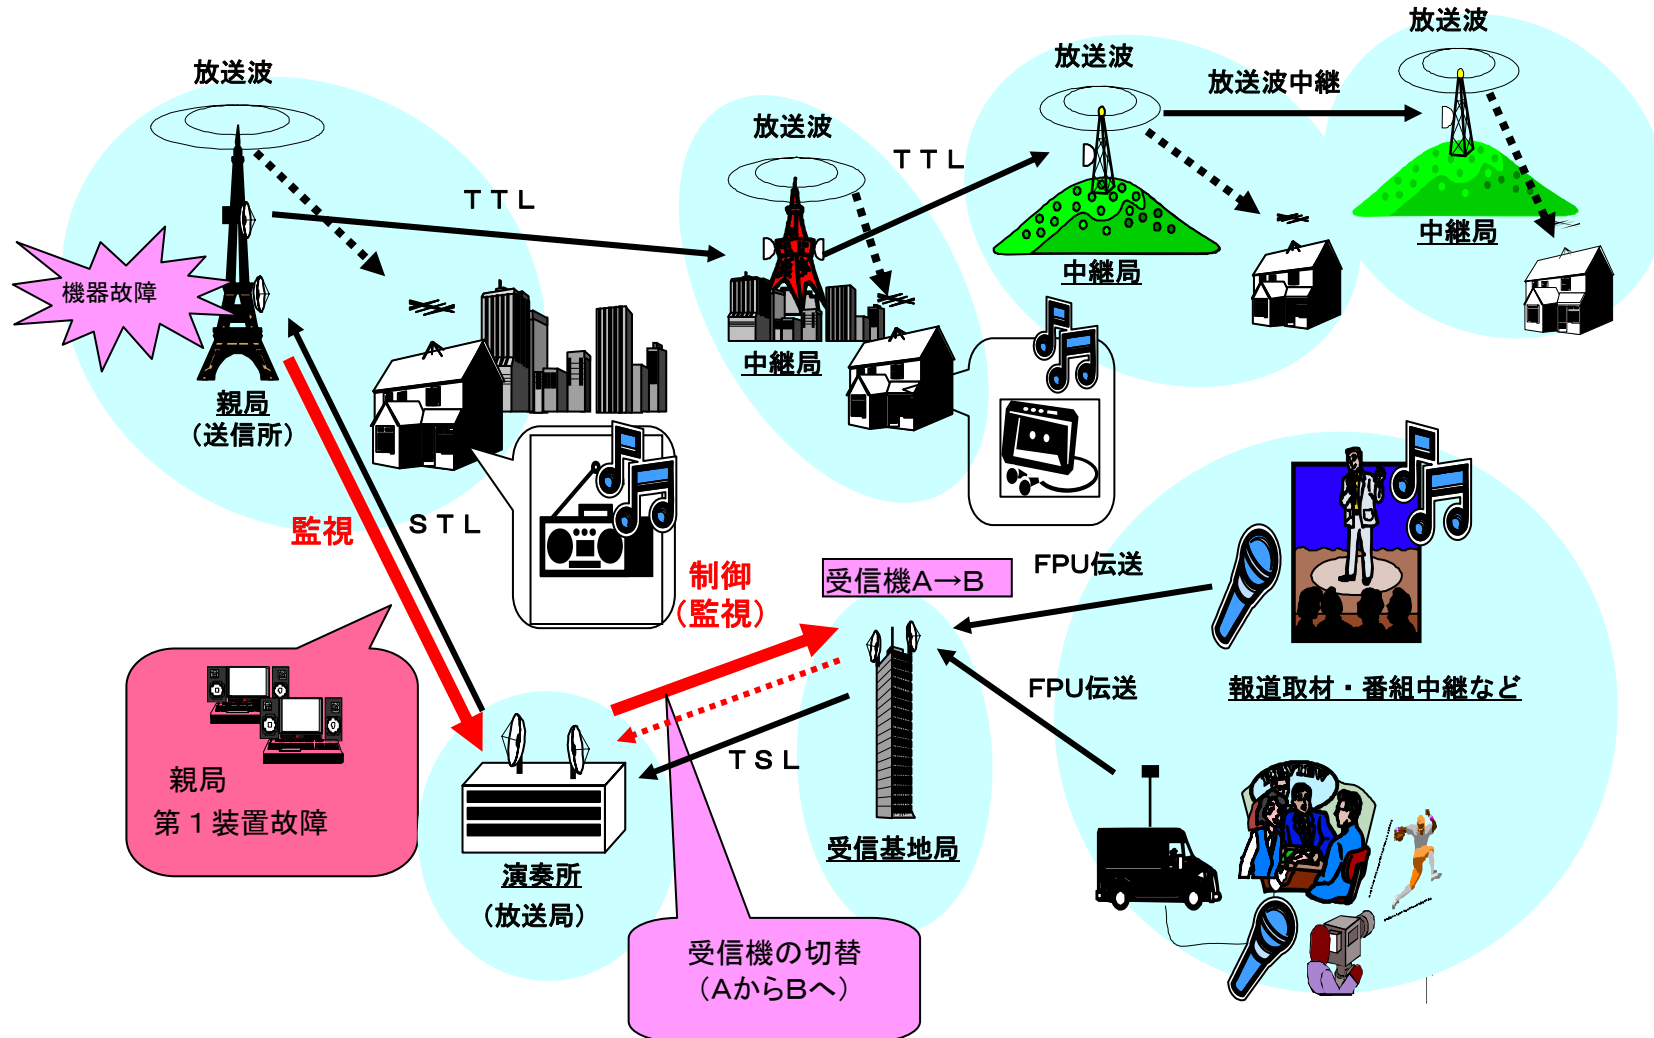 放送波
放送波
放送波
放送波中継
放送波
TTL
TTL
機器故障
中継局
中継局
中継局
親局
(送信所)
監視
STL
制御
(監視)
受信機A→B
FPU伝送
FPU伝送
報道取材・番組中継など
REVIEW
TSL
親局
第1装置故障
受信基地局
演奏所
(放送局)
受信機の切替
(AからBへ)